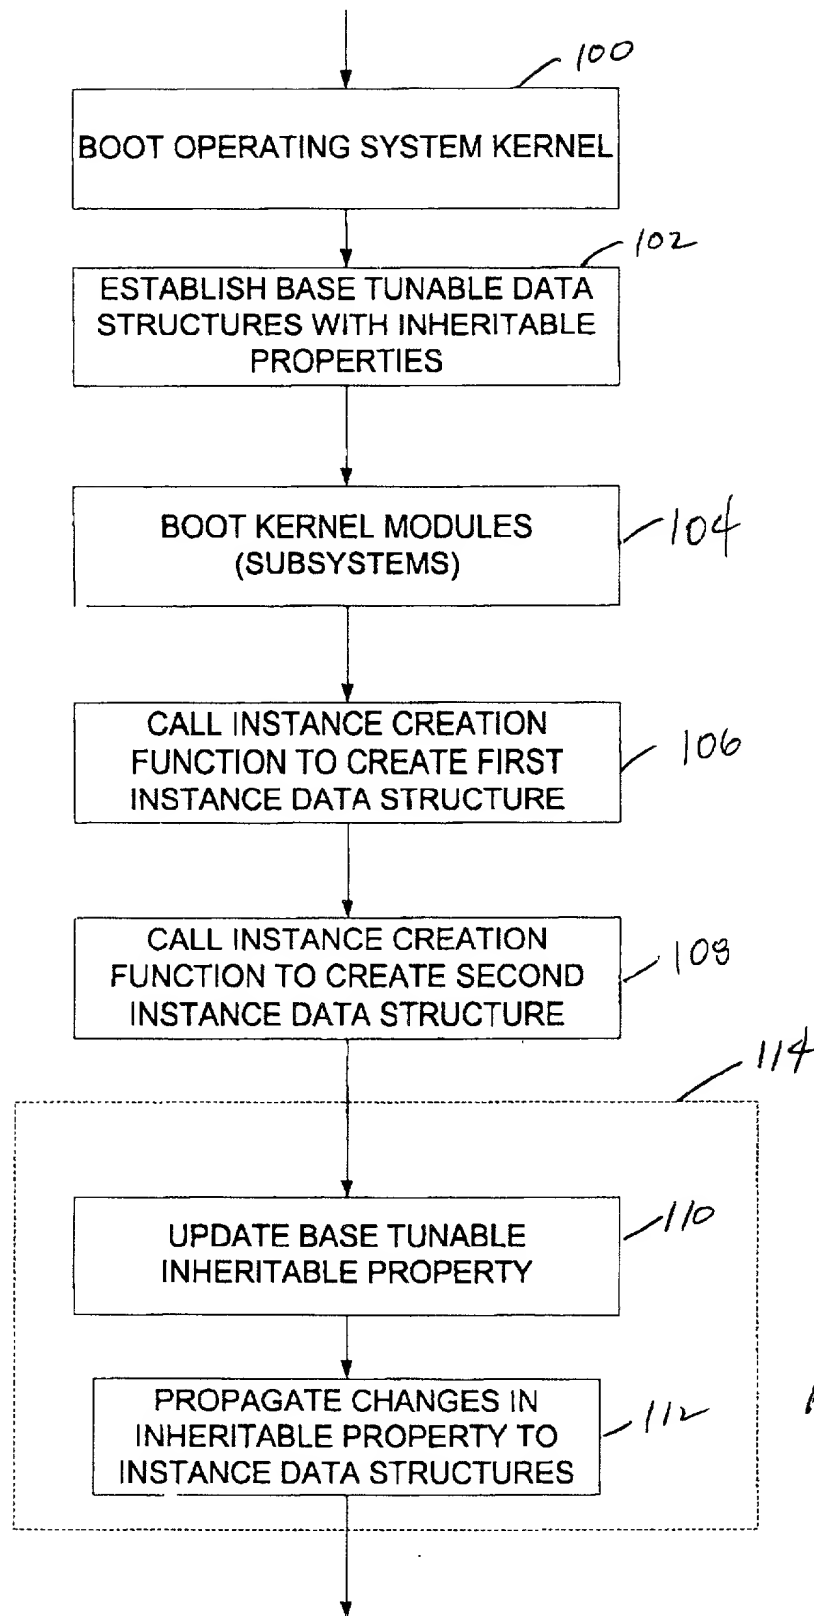 100
BOOT OPERATING SYSTEM KERNEL
102
ESTABLISH BASE TUNABLE DATA
STRUCTURES WITH INHERITABLE
PROPERTIES
BOOT KERNEL MODULES
(SUBSYSTEMS)
104
CALL INSTANCE CREATION
FUNCTION TO CREATE FIRST
INSTANCE DATA STRUCTURE
106
CALL INSTANCE CREATION
FUNCTION TO CREATE SECOND
INSTANCE DATA STRUCTURE
108
114
UPDATE BASE TUNABLE
INHERITABLE PROPERTY
110
PROPAGATE CHANGES IN
INHERITABLE PROPERTY TO
INSTANCE DATA STRUCTURES
112